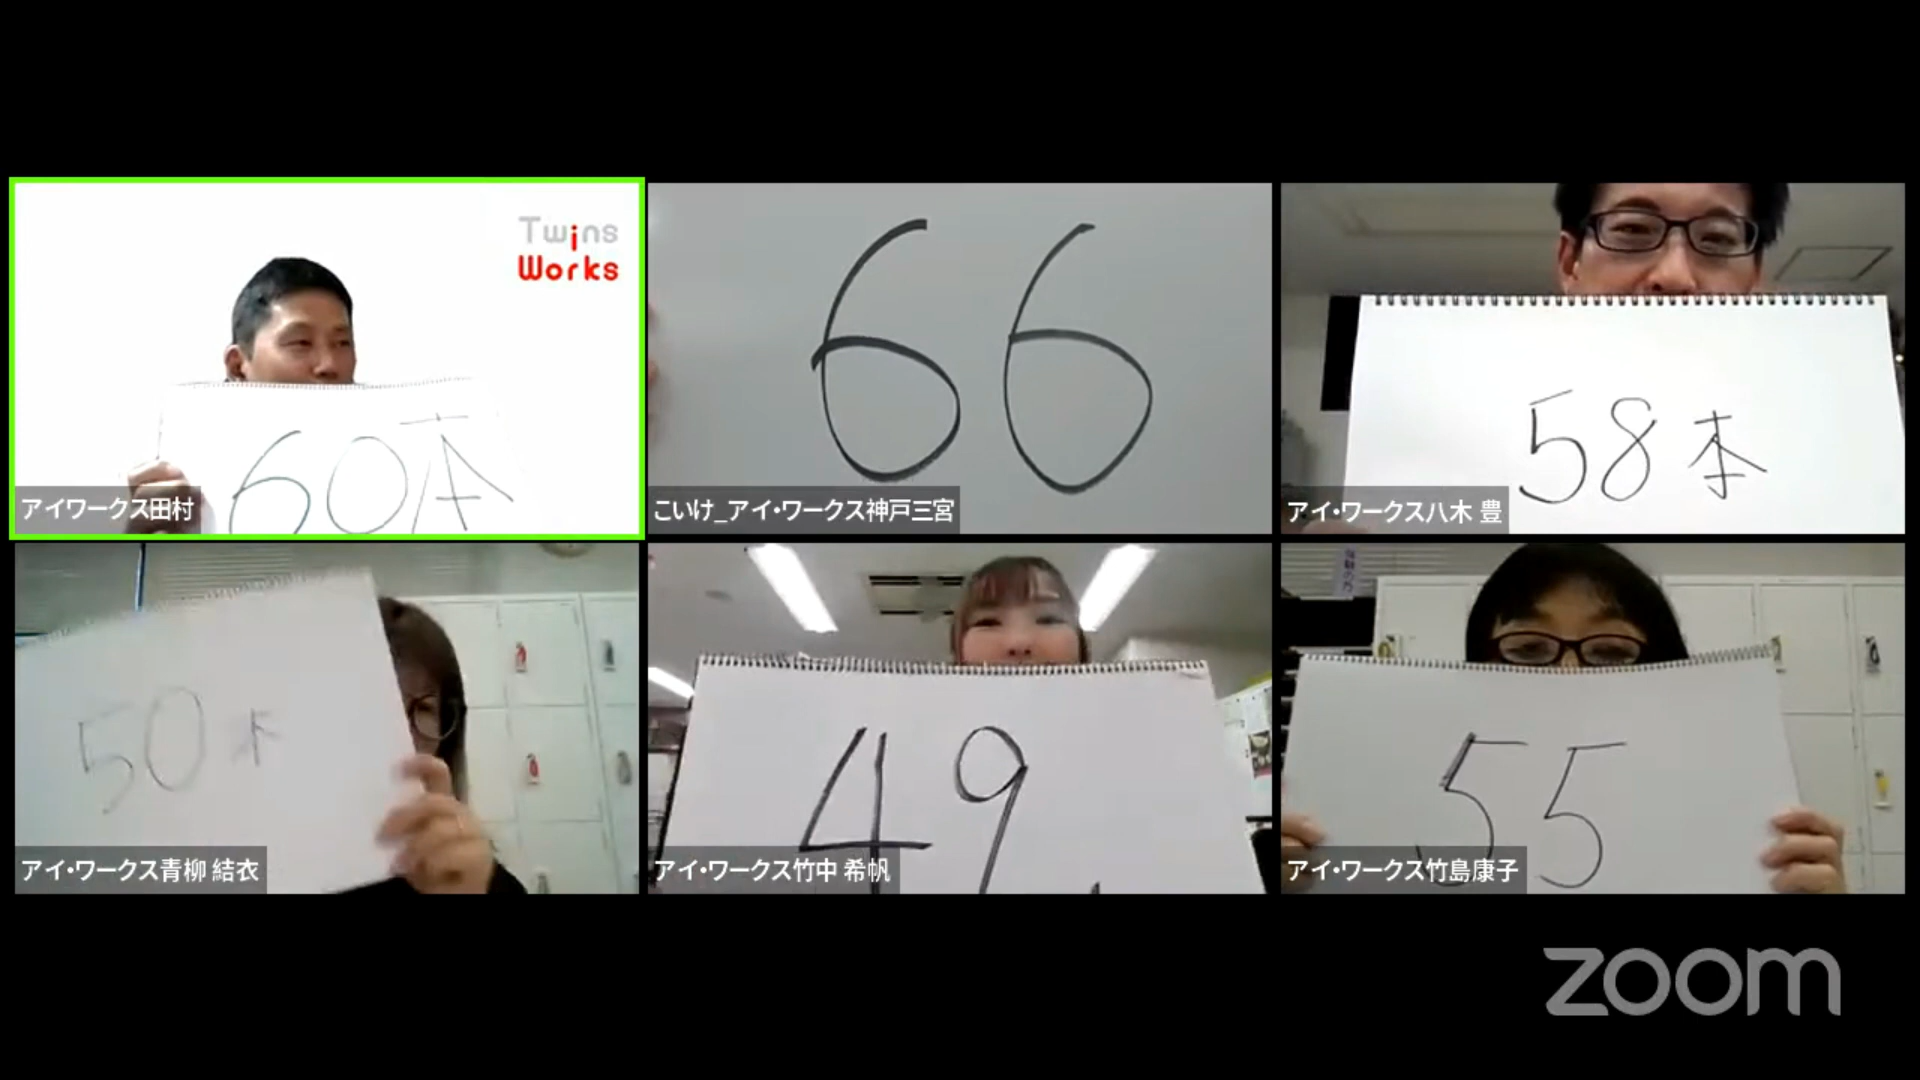 Twins
Works
60本
アイワークス田村
66
こいけ_アイ・ワークス神戸三宮
58本
アイ・ワークス八木 豊
50本
アイ・ワークス青柳 結衣
49
アイ・ワークス竹中 希帆
55
アイ・ワークス竹島康子
zoom